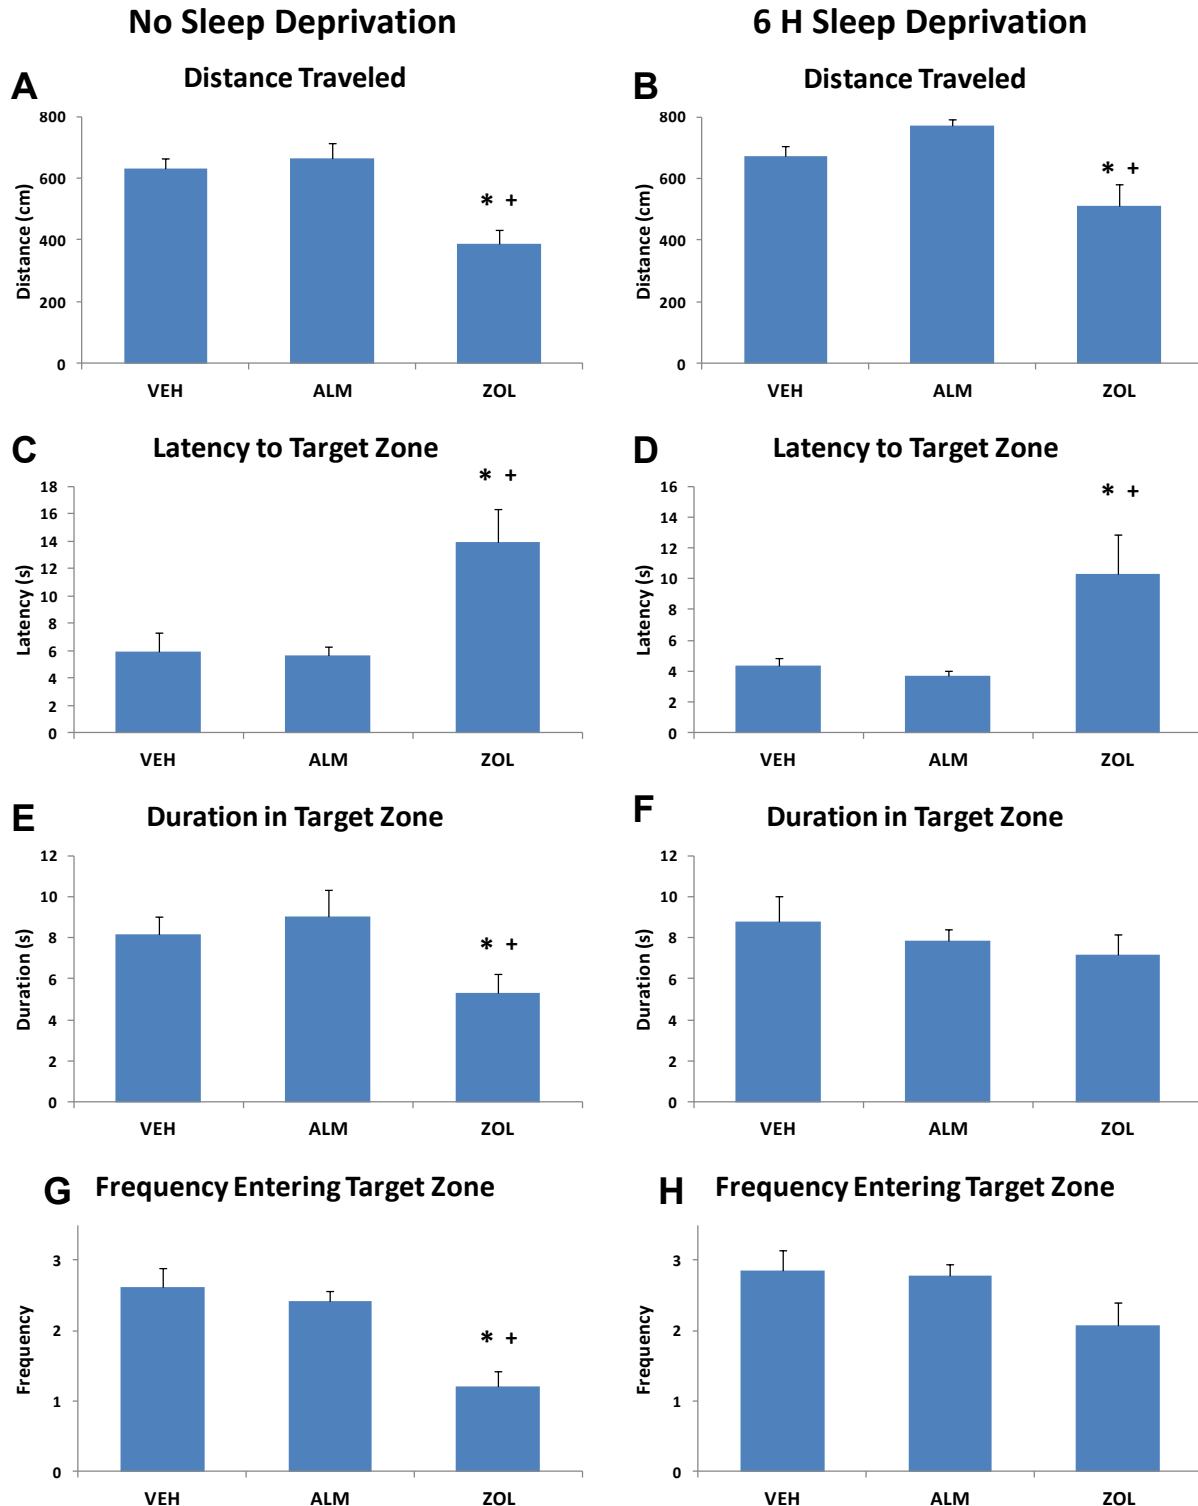 No Sleep Deprivation
6 H Sleep Deprivation
A
Distance Traveled
800
600
400
200
0
Distance (cm)
* +
VEH ALM ZOL
B
Distance Traveled
800
600
400
200
0
Distance (cm)
* +
VEH ALM ZOL
C
Latency to Target Zone
18
16
14
12
10
8
6
4
2
0
Latency (s)
* +
VEH ALM ZOL
D
Latency to Target Zone
16
14
12
10
8
6
4
2
0
Latency (s)
* +
VEH ALM ZOL
E
Duration in Target Zone
12
10
8
6
4
2
0
Duration (s)
* +
VEH ALM ZOL
F
Duration in Target Zone
12
10
8
6
4
2
0
Duration (s)
VEH ALM ZOL
G
Frequency Entering Target Zone
3
2
1
0
Frequency
* +
VEH ALM ZOL
H
Frequency Entering Target Zone
3
2
1
0
Frequency
VEH ALM ZOL